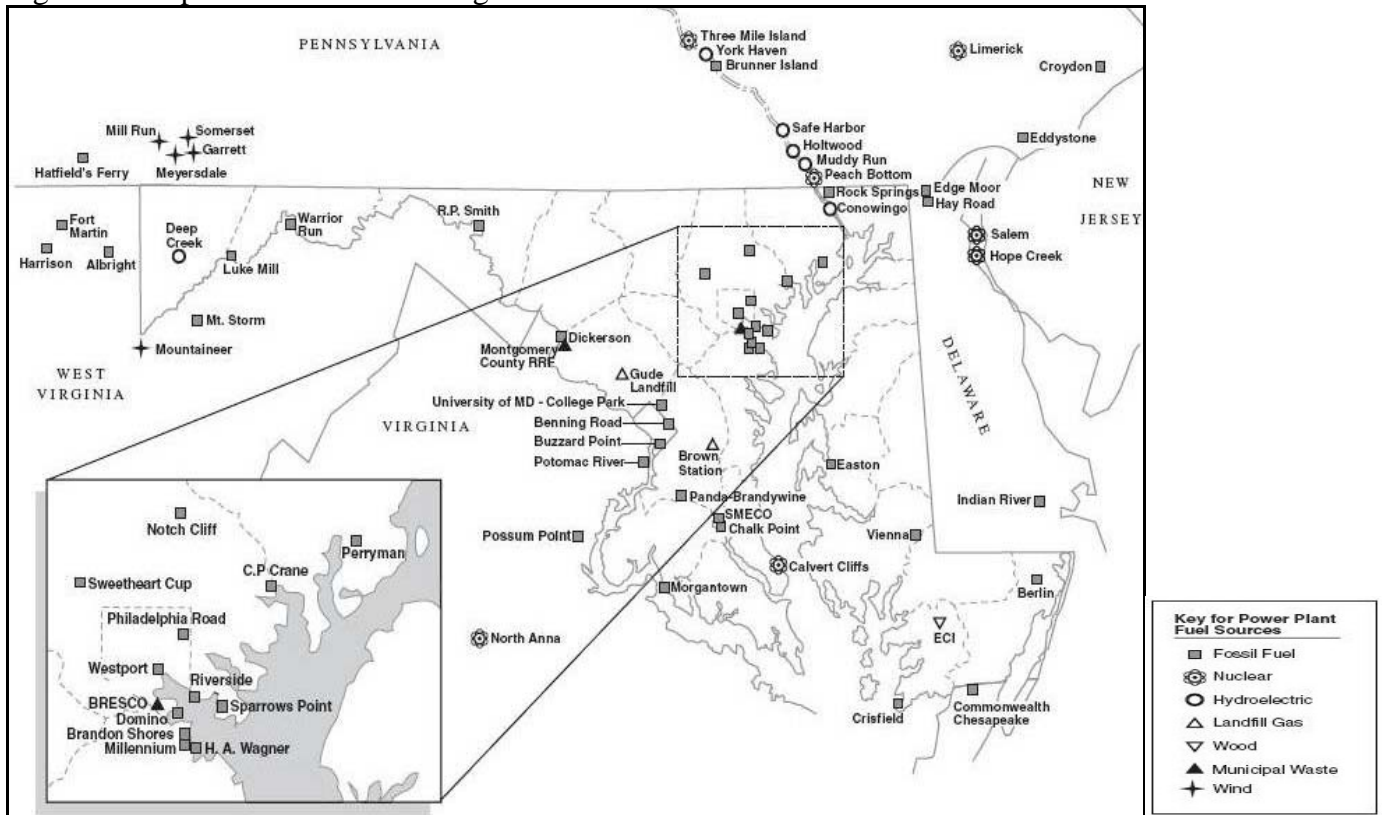 PENNSYLVANIA
Three Mile Island
York Haven
Brunner Island
Limerick
Croydon
Mill Run
Somerset
Garrett
Meyersdale
Hatfield's Ferry
Safe Harbor
Holtwood
Muddy Run
Peach Bottom
Rock Springs
Conowingo
Eddystone
Edge Moor
Hay Road
NEW
JERSEY
Salem
Hope Creek
Fort
Martin
Harrison
Albright
Deep
Creek
Warrior
Run
Luke Mill
R.P. Smith
Mt. Storm
Mountaineer
WEST
VIRGINIA
Dickerson
Montgomery
County RRF
Gude
Landfill
University of MD - College Park
Benning Road
Buzzard Point
Potomac River
VIRGINIA
Brown
Station
DELAWARE
Easton
Panda-Brandywine
SMECO
Chalk Point
Indian River
Vienna
Possum Point
Calvert Cliffs
Morgantown
Berlin
North Anna
ECI
Crisfield
Commonwealth
Chesapeake
Notch Cliff
Perryman
C.P Crane
Sweetheart Cup
Philadelphia Road
Westport
Riverside
BRESCO
Sparrows Point
Domino
Brandon Shores
Millennium
H. A. Wagner
Key for Power Plant
Fuel Sources
Fossil Fuel
Nuclear
Hydroelectric
Landfill Gas
Wood
Municipal Waste
Wind